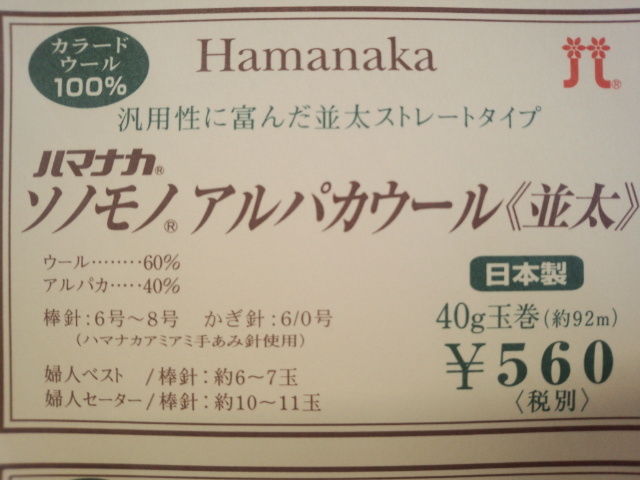 カラード
ウール
100%
Hamanaka
汎用性に富んだ並太ストレートタイプ
ハマナカ®
ソノモノ® アルパカウール《並太》
ウール………60%
アルパカ……40%
日本製
棒針:6号〜8号 かぎ針:6/0号
(ハマナカアミアミ手あみ針使用)
40g玉巻(約92m)
¥560
〈税別〉
婦人ベスト /棒針:約6〜7玉
婦人セーター/棒針:約10〜11玉